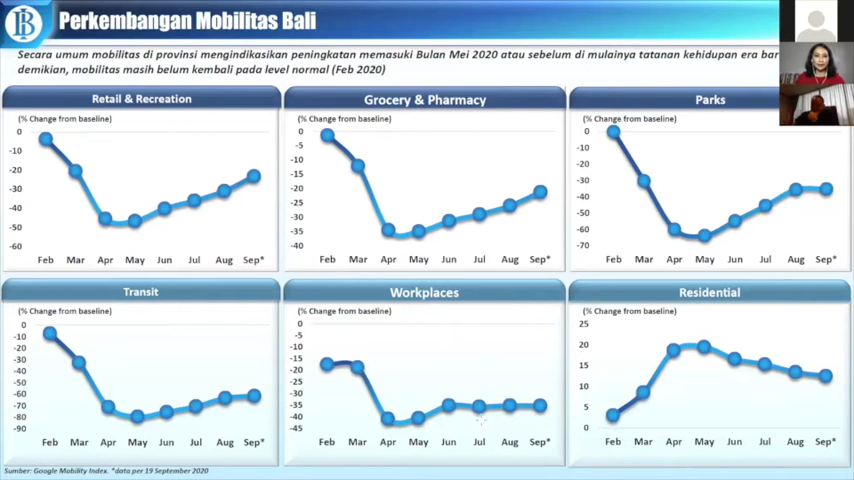 Perkembangan Mobilitas Bali
Secara umum mobilitas di provinsi mengindikasikan peningkatan memasuki Bulan Mei 2020 atau sebelum di mulainya tatanan kehidupan era bar
demikian, mobilitas masih belum kembali pada level normal (Feb 2020)
Retail & Recreation
(% Change from baseline)
0
-10
-20
-30
-40
-50
-60
Feb Mar Apr May Jun Jul Aug Sep*
Grocery & Pharmacy
(% Change from baseline)
0
-5
-10
-15
-20
-25
-30
-35
-40
Feb Mar Apr May Jun Jul Aug Sep*
Parks
(% Change from baseline)
0
-10
-20
-30
-40
-50
-60
-70
Feb Mar Apr May Jun Jul Aug Sep*
Transit
(% Change from baseline)
0
-10
-20
-30
-40
-50
-60
-70
-80
-90
Feb Mar Apr May Jun Jul Aug Sep*
Workplaces
(% Change from baseline)
0
-5
-10
-15
-20
-25
-30
-35
-40
-45
Feb Mar Apr May Jun Jul Aug Sep*
Residential
(% Change from baseline)
25
20
15
10
5
0
Feb Mar Apr May Jun Jul Aug Sep*
Sumber: Google Mobility Index. *data per 19 September 2020